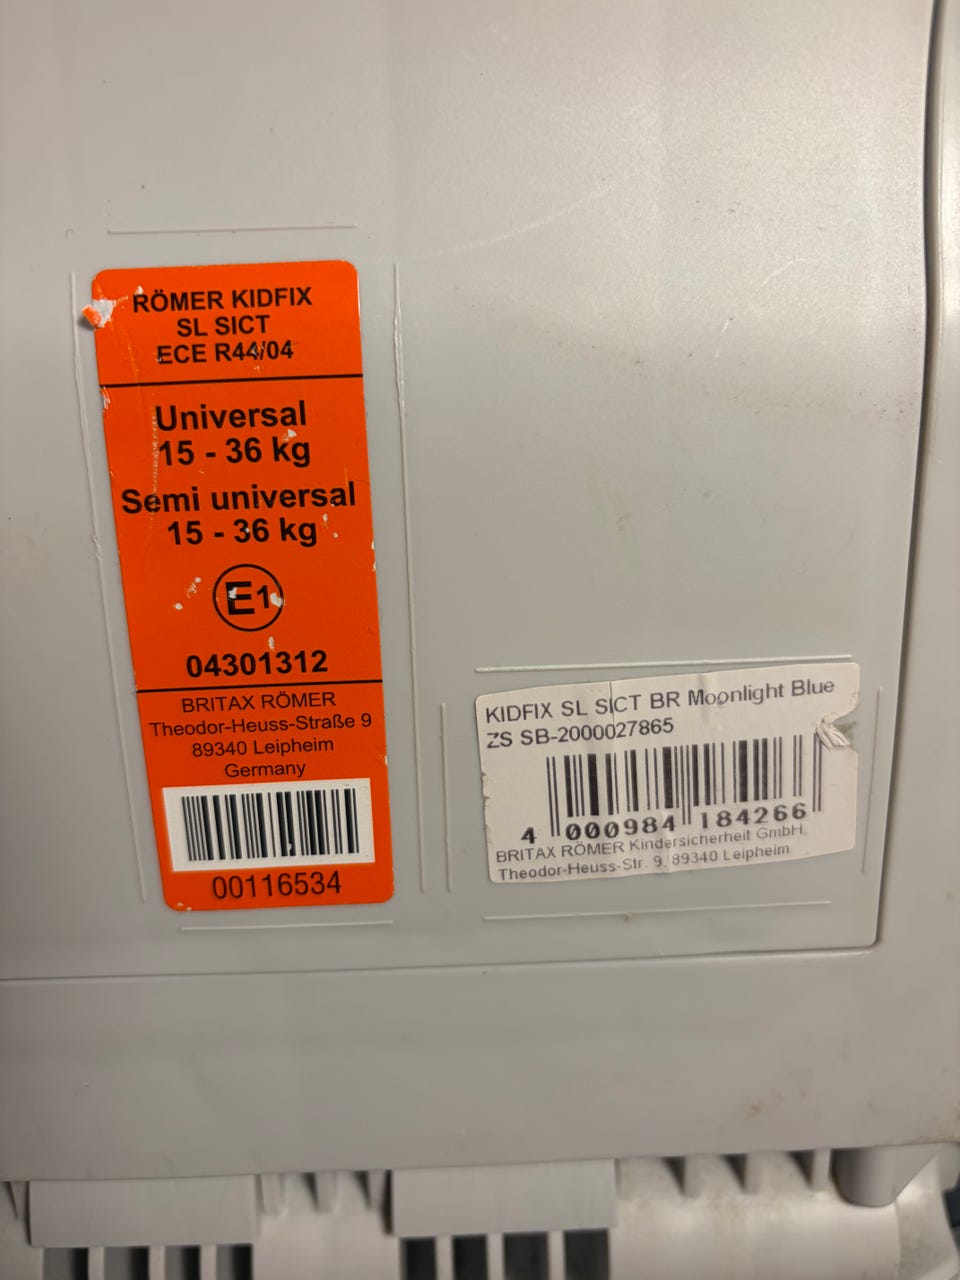 RÖMER KIDFIX
SL SICT
ECE R44/04
Universal
15 - 36 kg
Semi universal
15 - 36 kg
E1
04301312
BRITAX RÖMER
Theodor-Heuss-Straße 9
89340 Leipheim
Germany
00116534
KIDFIX SL SICT BR Moonlight Blue
ZS SB-2000027865
4 000984 184266
BRITAX RÖMER Kindersicherheit GmbH,
Theodor-Heuss-Str. 9, 89340 Leipheim